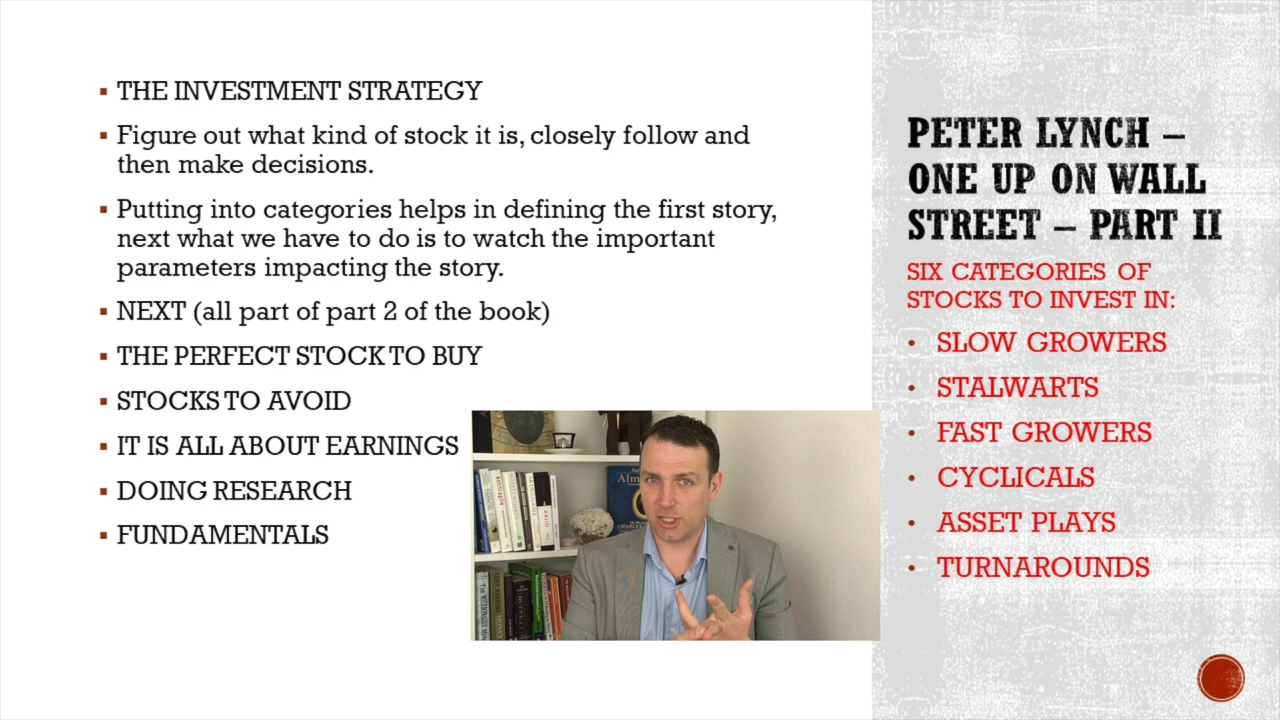 THE INVESTMENT STRATEGY
Figure out what kind of stock it is, closely follow and
then make decisions.
Putting into categories helps in defining the first story,
next what we have to do is to watch the important
parameters impacting the story.
NEXT (all part of part 2 of the book)
THE PERFECT STOCK TO BUY
STOCKS TO AVOID
IT IS ALL ABOUT EARNINGS
DOING RESEARCH
FUNDAMENTALS
PETER LYNCH –
ONE UP ON WALL
STREET – PART II
SIX CATEGORIES OF
STOCKS TO INVEST IN:
SLOW GROWERS
STALWARTS
FAST GROWERS
CYCLICALS
ASSET PLAYS
TURNAROUNDS